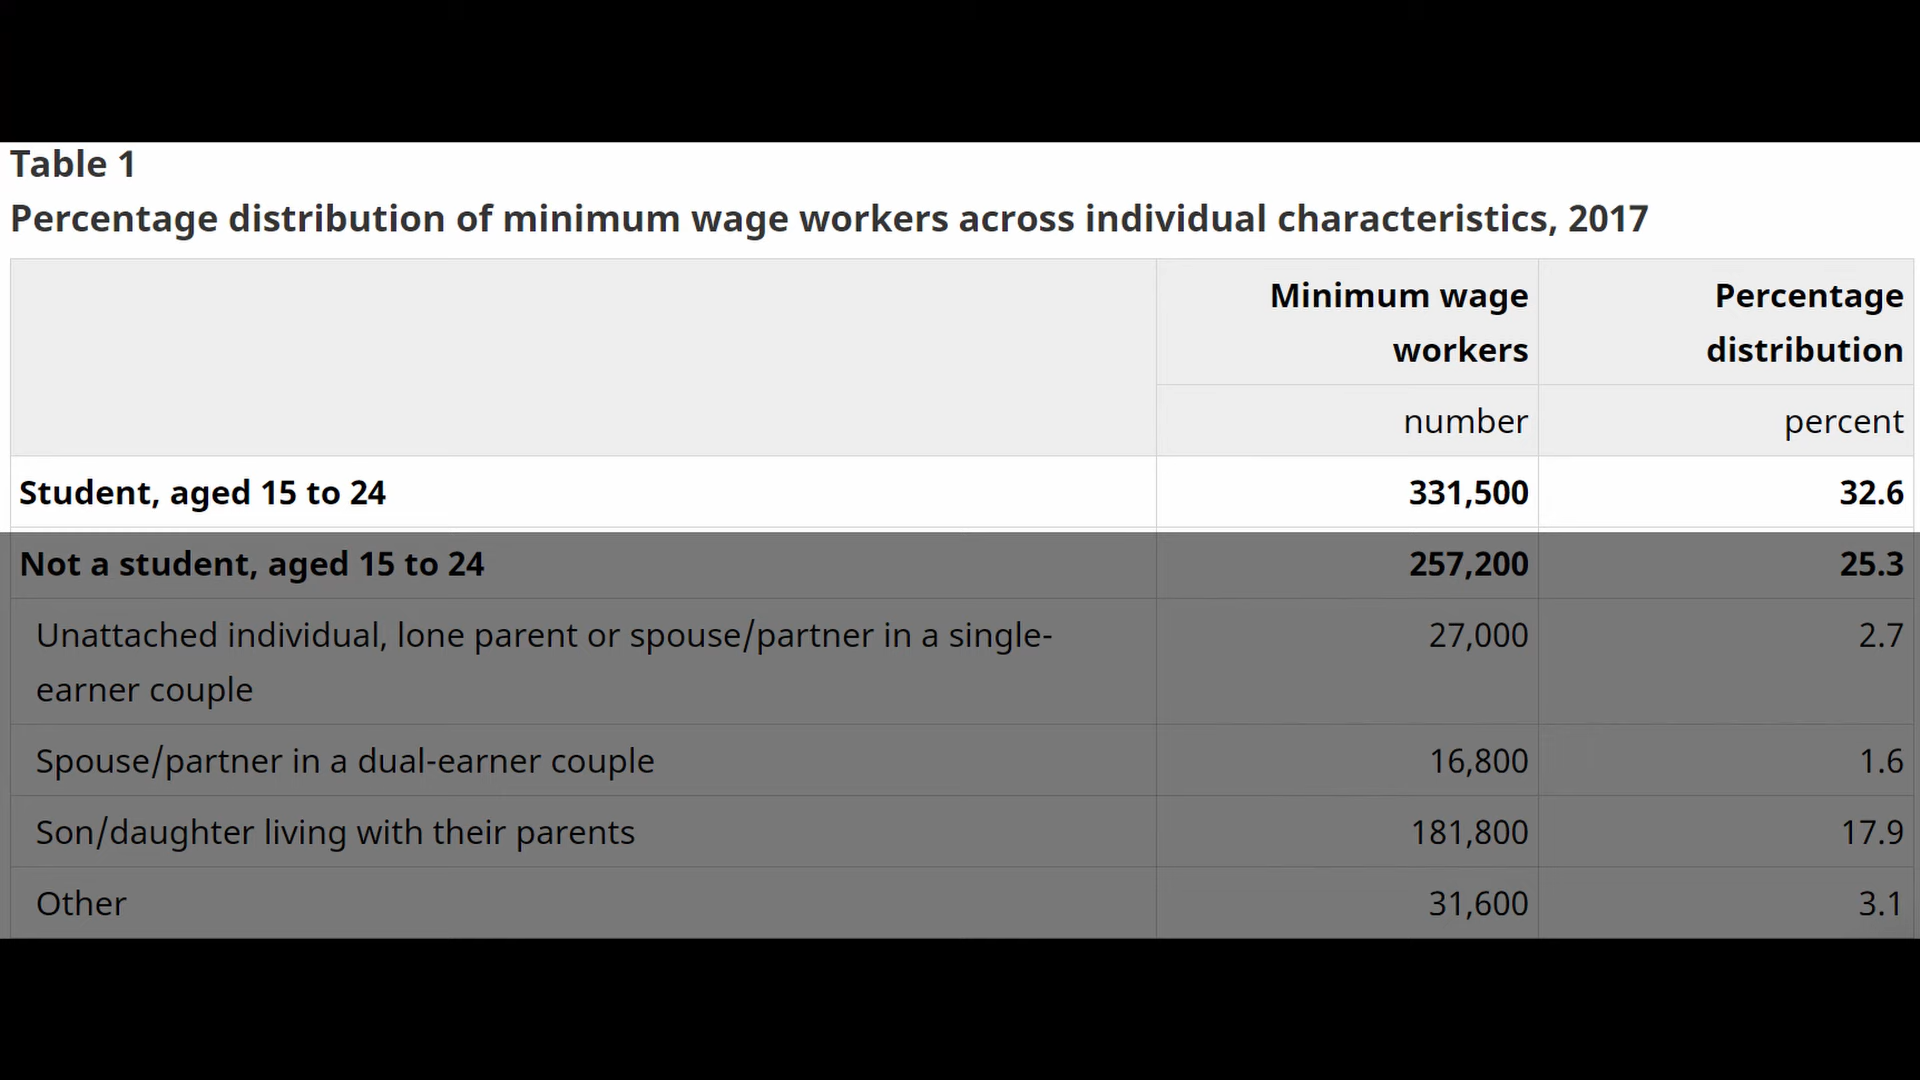 Table 1
Percentage distribution of minimum wage workers across individual characteristics, 2017
Minimum wage workers
Percentage distribution
number percent
Student, aged 15 to 24 331,500 32.6
Not a student, aged 15 to 24 257,200 25.3
Unattached individual, lone parent or spouse/partner in a single- 27,000 2.7
earner couple
Spouse/partner in a dual-earner couple 16,800 1.6
Son/daughter living with their parents 181,800 17.9
Other 31,600 3.1